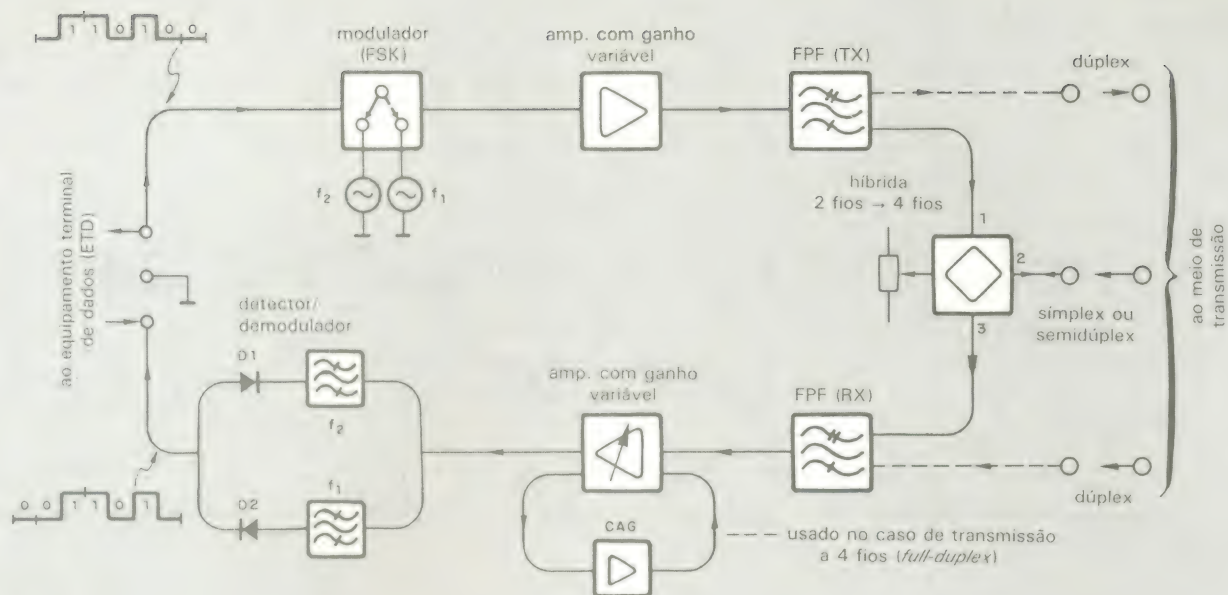 1 1 0 1 0 0
modulador
(FSK)
f2
f1
amp. com ganho
variável
FPF (TX)
dúplex
híbrida
2 fios → 4 fios
1
2
3
símplex ou
semidúplex
ao meio de
transmissão
ao equipamento terminal
de dados (ETD)
detector/
demodulador
D1
f2
D2
f1
0 0 1 1 0 1
amp. com ganho
variável
CAG
FPF (RX)
dúplex
--- usado no caso de transmissão
a 4 fios (full-duplex)